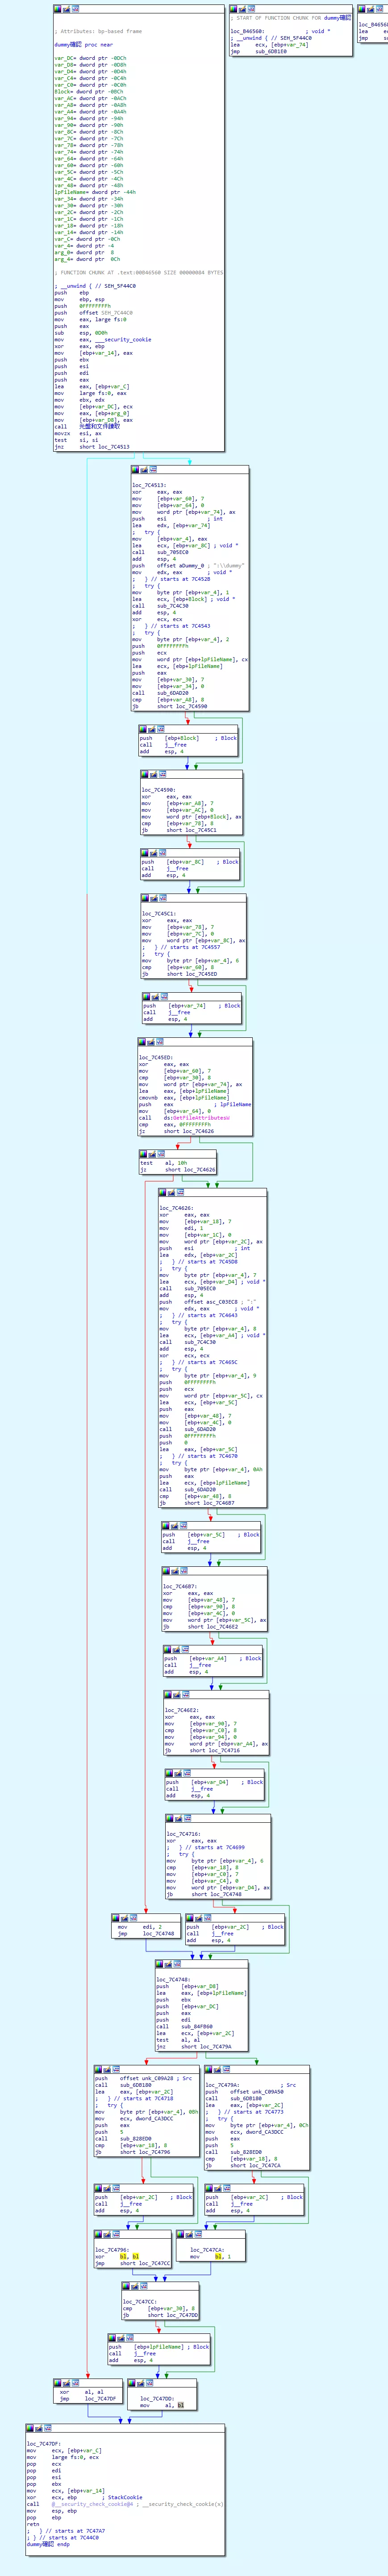 ; Attributes: bp-based frame
dummy確認 proc near
var_DC= dword ptr -0DCh
var_D8= dword ptr -0D8h
var_D4= dword ptr -0D4h
var_C4= dword ptr -0C4h
var_C0= dword ptr -0C0h
Block= dword ptr -0BCh
var_AC= dword ptr -0ACh
var_A8= dword ptr -0A8h
var_A4= dword ptr -0A4h
var_94= dword ptr -94h
var_90= dword ptr -90h
var_8C= dword ptr -8Ch
var_7C= dword ptr -7Ch
var_78= dword ptr -78h
var_74= dword ptr -74h
var_64= dword ptr -64h
var_60= dword ptr -60h
var_5C= dword ptr -5Ch
var_4C= dword ptr -4Ch
var_48= dword ptr -48h
lpFileName= dword ptr -44h
var_34= dword ptr -34h
var_30= dword ptr -30h
var_2C= dword ptr -2Ch
var_1C= dword ptr -1Ch
var_18= dword ptr -18h
var_14= dword ptr -14h
var_C= dword ptr -0Ch
var_4= dword ptr -4
arg_0= dword ptr 8
arg_4= dword ptr 0Ch
; FUNCTION CHUNK AT .text:00B46560 SIZE 00000084 BYTES
; __unwind { // SEH_5F44C0
push ebp
mov ebp, esp
push 0FFFFFFFFh
push offset SEH_7C44C0
mov eax, large fs:0
push eax
sub esp, 0D0h
mov eax, ___security_cookie
xor eax, ebp
mov [ebp+var_14], eax
push ebx
push esi
push edi
push eax
lea eax, [ebp+var_C]
mov large fs:0, eax
mov ebx, edx
mov [ebp+var_DC], ecx
mov eax, [ebp+arg_0]
mov [ebp+var_D8], eax
movzx esi, ax
test si, si
jnz short loc_7C4513
; START OF FUNCTION CHUNK FOR dummy確認
loc_B46560: ; void *
; __unwind { // SEH_5F44C0
lea ecx, [ebp+var_74]
jmp sub_6DB1E0
loc_7C4513:
xor eax, eax
mov [ebp+var_60], 7
mov [ebp+var_64], 0
mov word ptr [ebp+var_74], ax
push esi ; int
lea edx, [ebp+var_74]
; try {
mov [ebp+var_4], eax
lea ecx, [ebp+var_8C] ; void *
call sub_705EC0
add esp, 4
push offset aDummy_0 ; ":\\dummy"
mov edx, eax ; void *
; } // starts at 7C4528
; try {
mov byte ptr [ebp+var_4], 1
lea ecx, [ebp+Block] ; void *
call sub_7C4C30
add esp, 4
xor ecx, ecx
; } // starts at 7C4543
; try {
mov byte ptr [ebp+var_4], 2
push 0FFFFFFFFh
push ecx
mov word ptr [ebp+lpFileName], cx
lea ecx, [ebp+lpFileName]
push eax
mov [ebp+var_30], 7
mov [ebp+var_34], 0
call sub_6DAD20
cmp [ebp+var_A8], 8
jb short loc_7C4590
push [ebp+Block] ; Block
call j__free
add esp, 4
loc_7C4590:
xor eax, eax
mov [ebp+var_A8], 7
mov [ebp+var_AC], 0
mov word ptr [ebp+Block], ax
cmp [ebp+var_78], 8
jb short loc_7C45C1
push [ebp+var_8C] ; Block
call j__free
add esp, 4
loc_7C45C1:
xor eax, eax
mov [ebp+var_78], 7
mov [ebp+var_7C], 0
mov word ptr [ebp+var_8C], ax
; } // starts at 7C4557
; try {
mov byte ptr [ebp+var_4], 6
cmp [ebp+var_60], 8
jb short loc_7C45ED
push [ebp+var_74] ; Block
call j__free
add esp, 4
loc_7C45ED:
xor eax, eax
mov [ebp+var_60], 7
cmp [ebp+var_30], 8
mov word ptr [ebp+var_74], ax
lea eax, [ebp+lpFileName]
cmovnb eax, [ebp+lpFileName]
push eax ; lpFileName
mov [ebp+var_64], 0
call ds:GetFileAttributesW
cmp eax, 0FFFFFFFFh
jz short loc_7C4626
test al, 10h
jz short loc_7C4626
loc_7C4626:
xor eax, eax
mov [ebp+var_18], 7
mov edi, 1
mov [ebp+var_1C], 0
mov word ptr [ebp+var_2C], ax
push esi ; int
lea edx, [ebp+var_2C]
; } // starts at 7C45D8
; try {
mov byte ptr [ebp+var_4], 7
lea ecx, [ebp+var_D4] ; void *
call sub_705EC0
add esp, 4
push offset asc_C03EC8 ; ":"
mov edx, eax ; void *
; } // starts at 7C4643
; try {
mov byte ptr [ebp+var_4], 8
lea ecx, [ebp+var_A4] ; void *
call sub_7C4C30
add esp, 4
xor ecx, ecx
; } // starts at 7C465C
; try {
mov byte ptr [ebp+var_4], 9
push 0FFFFFFFFh
push ecx
mov word ptr [ebp+var_5C], cx
lea ecx, [ebp+var_5C]
push eax
mov [ebp+var_48], 7
mov [ebp+var_4C], 0
call sub_6DAD20
push 0FFFFFFFFh
push 0
lea eax, [ebp+var_5C]
; } // starts at 7C4670
; try {
mov byte ptr [ebp+var_4], 0Ah
push eax
lea ecx, [ebp+lpFileName]
call sub_6DAD20
cmp [ebp+var_48], 8
jb short loc_7C46B7
push [ebp+var_5C] ; Block
call j__free
add esp, 4
loc_7C46B7:
xor eax, eax
mov [ebp+var_48], 7
cmp [ebp+var_90], 8
mov [ebp+var_4C], 0
mov word ptr [ebp+var_5C], ax
jb short loc_7C46E2
push [ebp+var_A4] ; Block
call j__free
add esp, 4
loc_7C46E2:
xor eax, eax
mov [ebp+var_90], 7
cmp [ebp+var_C0], 8
mov [ebp+var_94], 0
mov word ptr [ebp+var_A4], ax
jb short loc_7C4716
push [ebp+var_D4] ; Block
call j__free
add esp, 4
loc_7C4716:
xor eax, eax
; } // starts at 7C4699
; try {
mov byte ptr [ebp+var_4], 6
cmp [ebp+var_18], 8
mov [ebp+var_C0], 7
mov [ebp+var_C4], 0
mov word ptr [ebp+var_D4], ax
jb short loc_7C4748
mov edi, 2
jmp loc_7C4748
push [ebp+var_2C] ; Block
call j__free
add esp, 4
loc_7C4748:
push [ebp+var_D8]
lea eax, [ebp+lpFileName]
push ebx
push [ebp+var_DC]
push eax
push edi
call sub_84FB60
lea ecx, [ebp+var_2C]
test al, al
jnz short loc_7C479A
push offset unk_C09A28 ; Src
call sub_6DB180
lea eax, [ebp+var_2C]
; } // starts at 7C4718
; try {
mov byte ptr [ebp+var_4], 0Bh
mov ecx, dword_CA3DCC
push eax
push 5
call sub_828ED0
cmp [ebp+var_18], 8
jb short loc_7C4796
loc_7C479A: ; Src
push offset unk_C09A50
call sub_6DB180
lea eax, [ebp+var_2C]
; } // starts at 7C4773
; try {
mov byte ptr [ebp+var_4], 0Ch
mov ecx, dword_CA3DCC
push eax
push 5
call sub_828ED0
cmp [ebp+var_18], 8
jb short loc_7C47CA
push [ebp+var_2C] ; Block
call j__free
add esp, 4
push [ebp+var_2C] ; Block
call j__free
add esp, 4
loc_7C4796:
xor bl, bl
jmp short loc_7C47CC
loc_7C47CA:
mov bl, 1
loc_7C47CC:
cmp [ebp+var_30], 8
jb short loc_7C47DD
push [ebp+lpFileName] ; Block
call j__free
add esp, 4
xor al, al
jmp loc_7C47DF
loc_7C47DD:
mov al, bl
loc_7C47DF:
mov ecx, [ebp+var_C]
mov large fs:0, ecx
pop ecx
pop edi
pop esi
pop ebx
mov ecx, [ebp+var_14]
xor ecx, ebp ; StackCookie
call @__security_check_cookie@4 ; __security_check_cookie(x)
mov esp, ebp
pop ebp
retn
; } // starts at 7C47A7
; } // starts at 7C44C0
dummy確認 endp